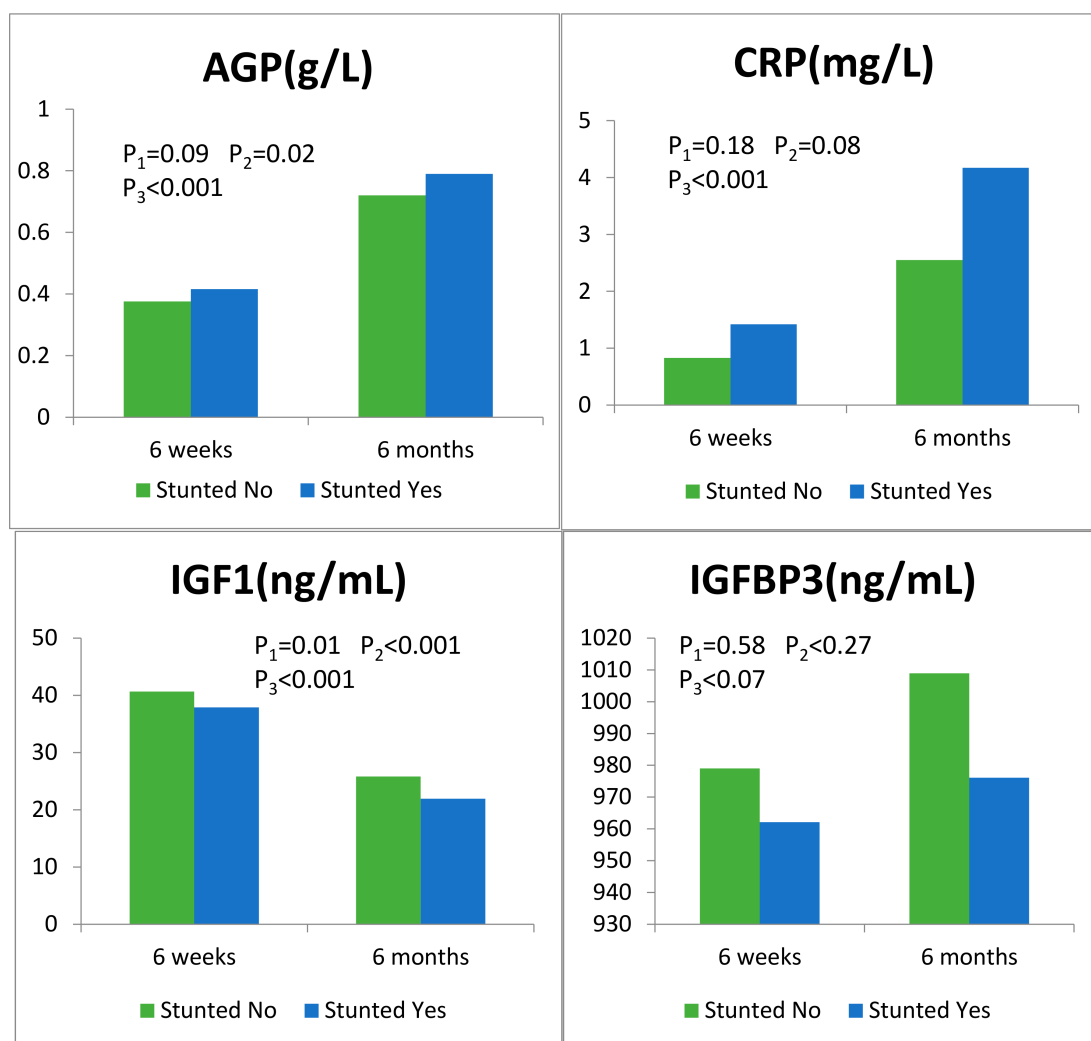 AGP(g/L)
1
P1=0.09 P2=0.02
P3<0.001
0.8
0.6
0.4
0.2
0
6 weeks 6 months
Stunted No Stunted Yes
CRP(mg/L)
5
P1=0.18 P2=0.08
P3<0.001
4
3
2
1
0
6 weeks 6 months
Stunted No Stunted Yes
IGF1(ng/mL)
50
P1=0.01 P2<0.001
P3<0.001
40
30
20
10
0
6 weeks 6 months
Stunted No Stunted Yes
IGFBP3(ng/mL)
1020
P1=0.58 P2<0.27
P3<0.07
1010
1000
990
980
970
960
950
940
930
6 weeks 6 months
Stunted No Stunted Yes